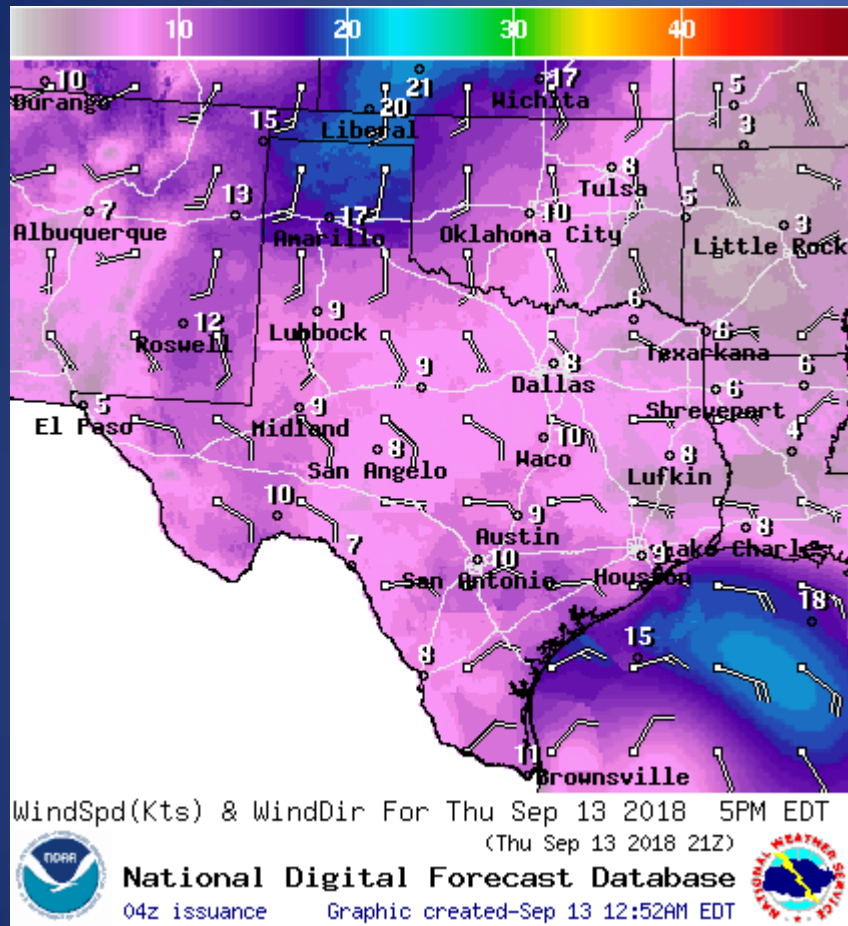 10 20 30 40
10 21 17 5
Durango Wichita
20
Liberal
15 3
8
Tulsa
7 13 17 10 5 3
Albuquerque Amarillo Oklahoma City Little Rock
12 9 6
Roswell Lubbock 6
Texarkana
9 8 6
Dallas 6
5 9 Shreveport
El Paso Midland 8 10 8 4
San Angelo Waco Lufkin
10 9 8
Austin
7 10 9 Lake Charles
San Antonio Houston
18
15
8
11
Brownsville
WindSpd(Kts) & WindDir For Thu Sep 13 2018 5PM EDT
(Thu Sep 13 2018 21Z)
NOAA
National Digital Forecast Database
04z issuance Graphic created-Sep 13 12:52AM EDT
NATIONAL WEATHER SERVICE